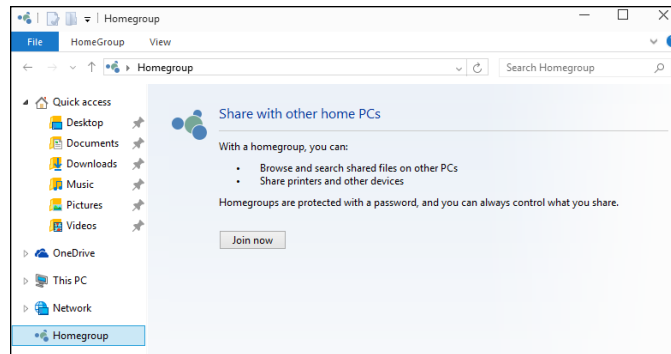 Homegroup
File HomeGroup View
Homegroup Search Homegroup
Quick access
Desktop
Documents
Downloads
Music
Pictures
Videos
OneDrive
This PC
Network
Homegroup
Share with other home PCs
With a homegroup, you can:
• Browse and search shared files on other PCs
• Share printers and other devices
Homegroups are protected with a password, and you can always control what you share.
Join now